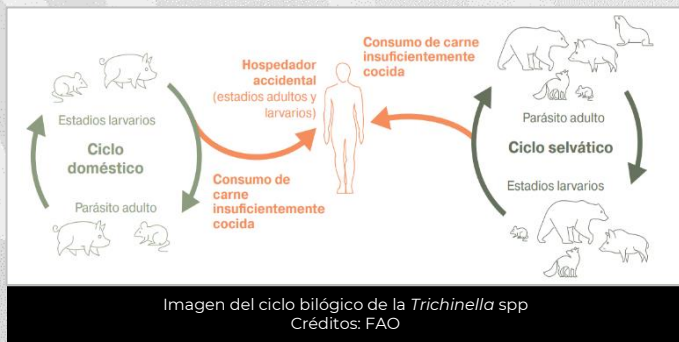 Estadios larvarios
Ciclo
doméstico
Parásito adulto
Hospedador
accidental
(estadios adultos y
larvarios)
Consumo de
carne
insuficientemente
cocida
Consumo de carne
insuficientemente
cocida
Parásito adulto
Ciclo selvático
Estadios larvarios
Imagen del ciclo bilógico de la Trichinella spp
Créditos: FAO